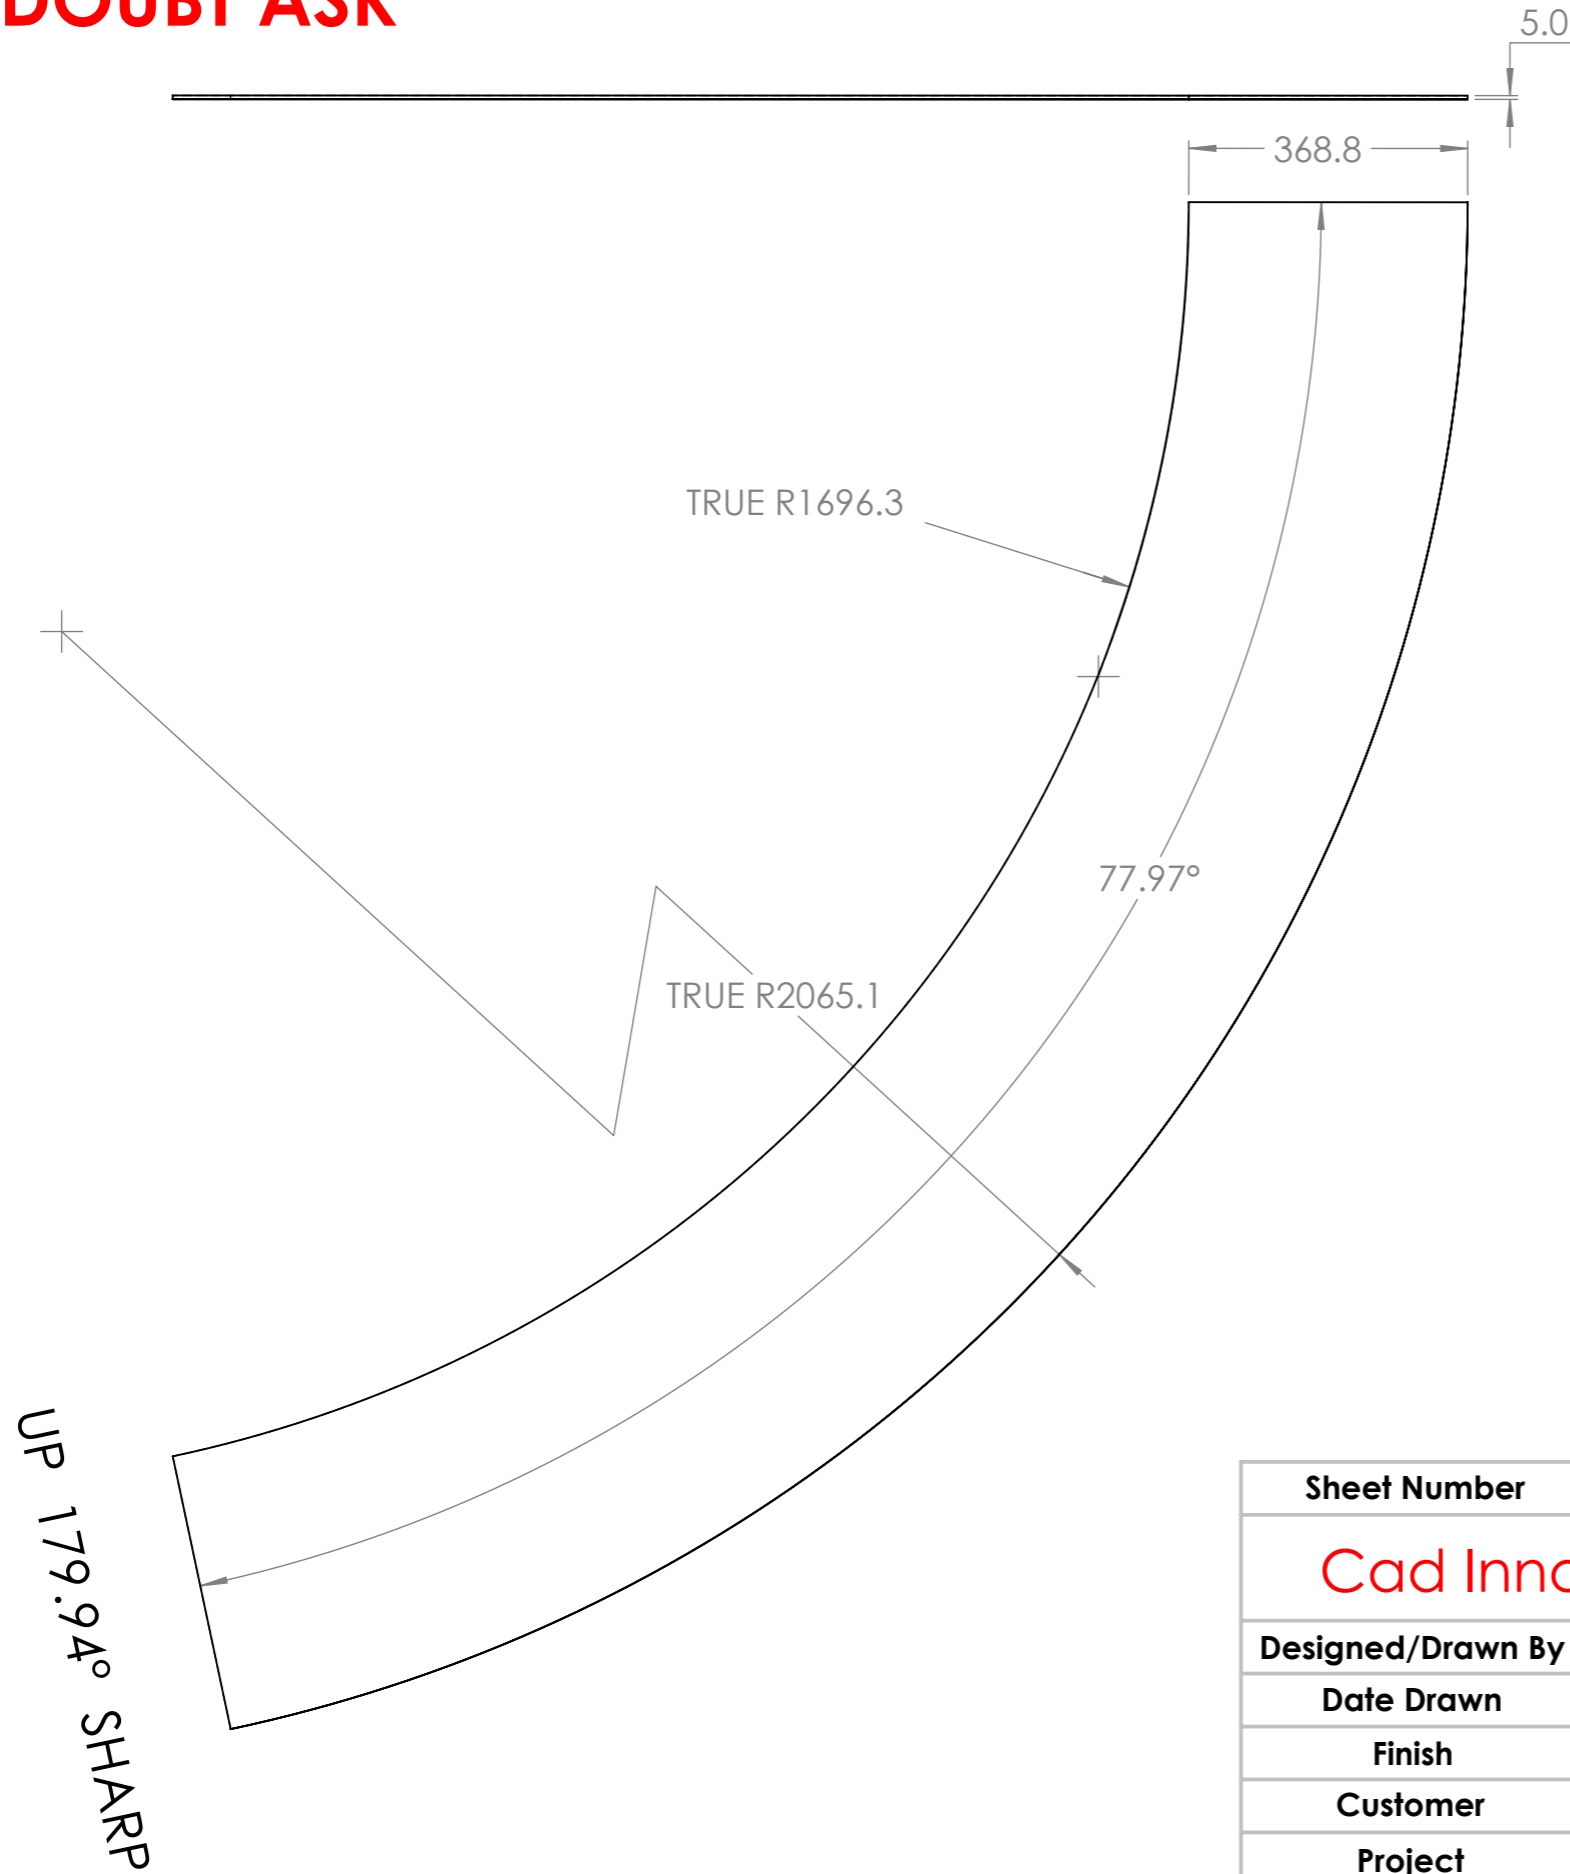 DOUBT ASK
5.0
368.8
TRUE R1696.3
77.97°
TRUE R2065.1
UP 179.94° SHARP
Sheet Number
Cad Inno
Designed/Drawn By
Date Drawn
Finish
Customer
Project